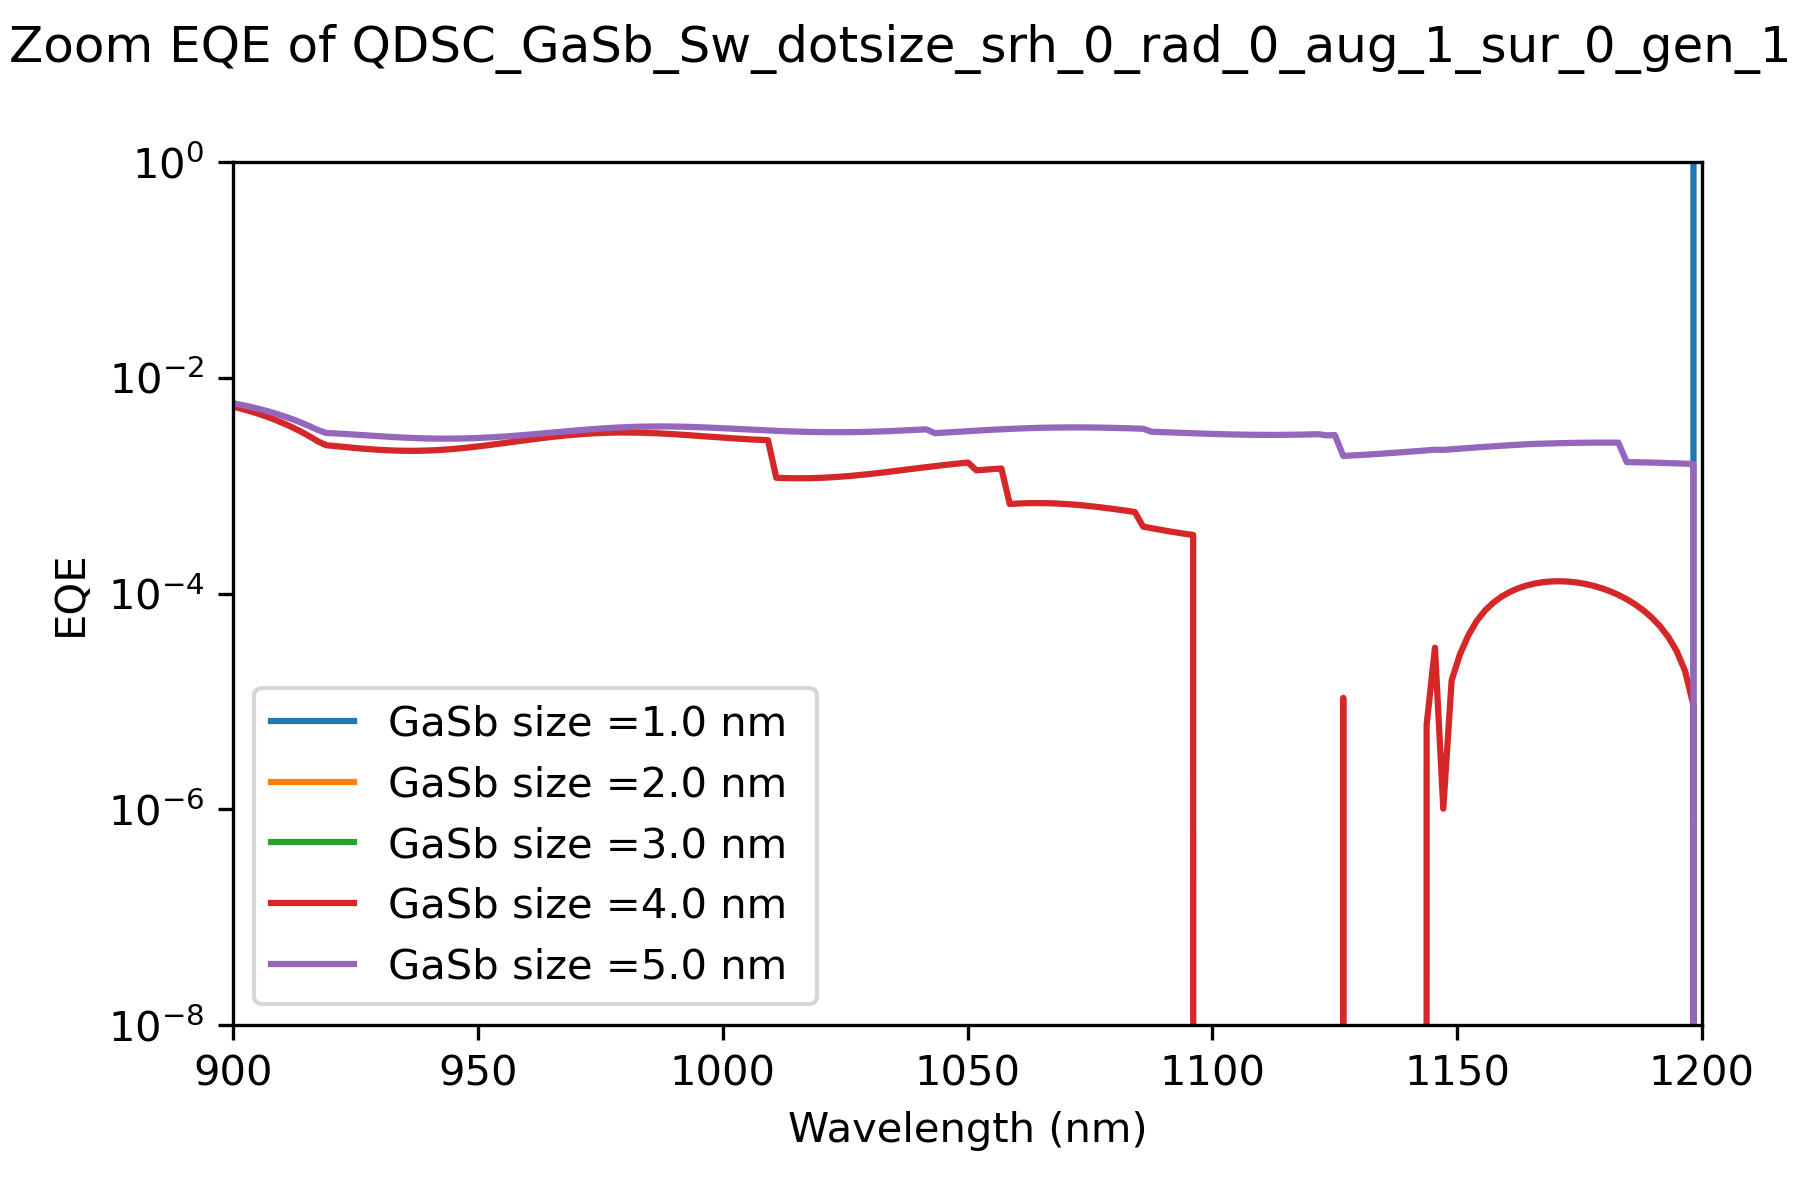 Zoom EQE of QDSC_GaSb_Sw_dotsize_srh_0_rad_0_aug_1_sur_0_gen_1
10⁰
10⁻²
10⁻⁴
10⁻⁶
10⁻⁸
EQE
GaSb size =1.0 nm
GaSb size =2.0 nm
GaSb size =3.0 nm
GaSb size =4.0 nm
GaSb size =5.0 nm
900 950 1000 1050 1100 1150 1200
Wavelength (nm)